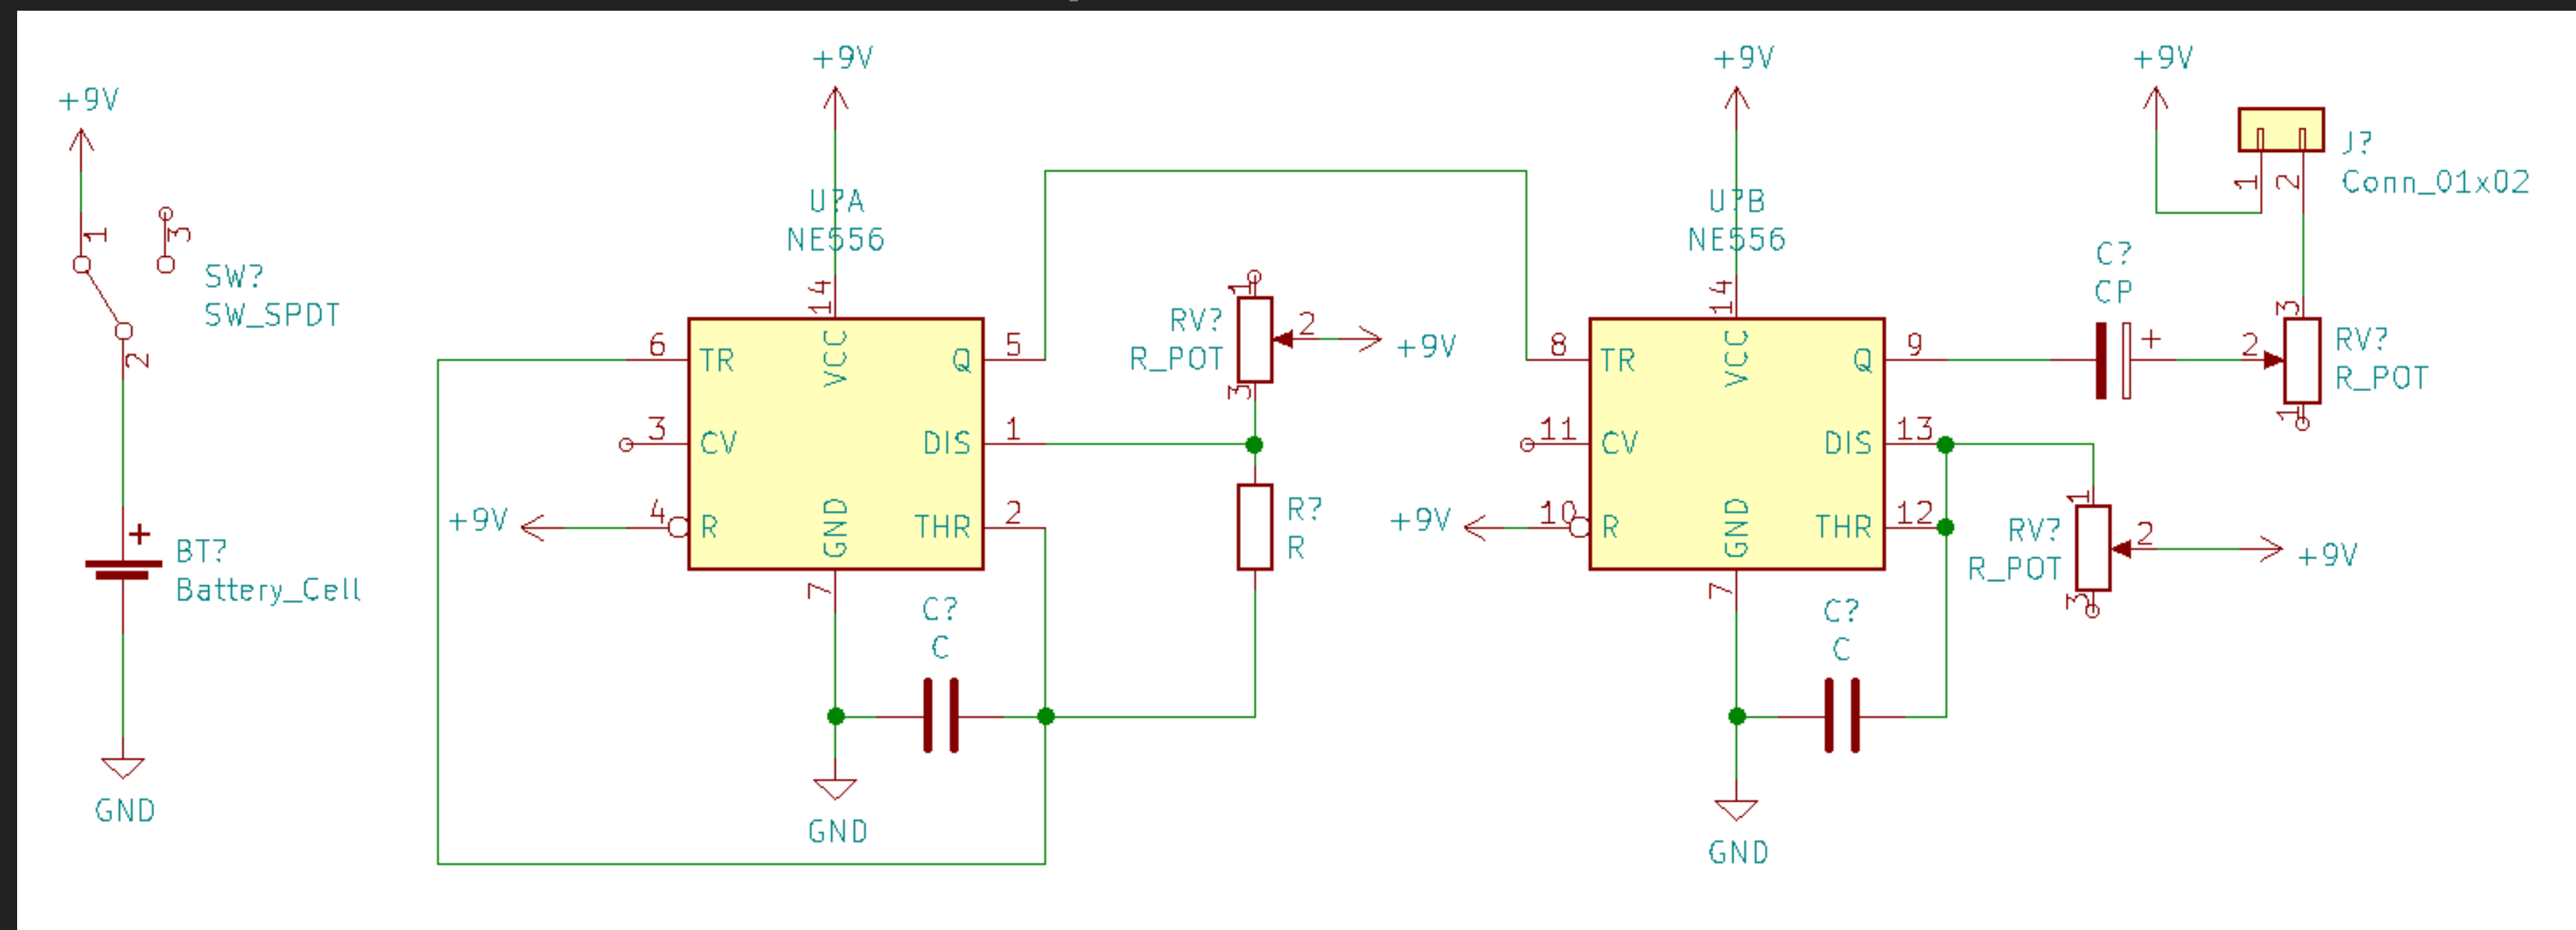 +9V
1
3
SW?
SW_SPDT
2
+
BT?
Battery_Cell
GND
+9V
U?A
NE556
14
VCC
6
TR
3
CV
4
R
+9V
5
Q
1
DIS
2
THR
GND
7
C?
C
GND
1
RV?
R_POT
2
+9V
3
R?
R
+9V
U?B
NE556
14
VCC
8
TR
11
CV
10
R
+9V
9
Q
13
DIS
12
THR
GND
7
C?
C
GND
1
RV?
R_POT
2
+9V
3
C?
CP
+
+9V
J?
Conn_01x02
1
2
3
2
RV?
R_POT
1